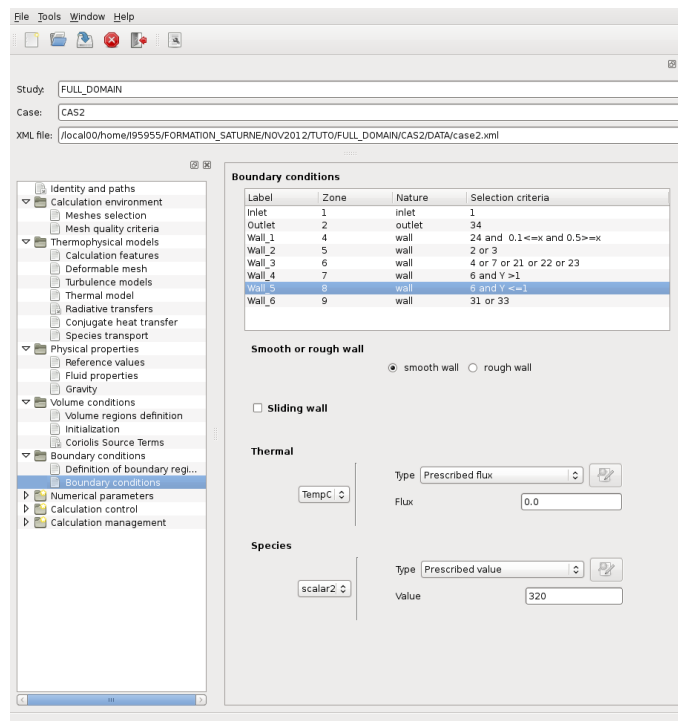 File Tools Window Help
Study: FULL_DOMAIN
Case: CAS2
XML file: /local00/home/I95955/FORMATION_SATURNE/NOV2012/TUTO/FULL_DOMAIN/CAS2/DATA/case2.xml
Identity and paths
Calculation environment
Meshes selection
Mesh quality criteria
Thermophysical models
Calculation features
Deformable mesh
Turbulence models
Thermal model
Radiative transfers
Conjugate heat transfer
Species transport
Physical properties
Reference values
Fluid properties
Gravity
Volume conditions
Volume regions definition
Initialization
Coriolis Source Terms
Boundary conditions
Definition of boundary regi...
Boundary conditions
Numerical parameters
Calculation control
Calculation management
Boundary conditions
Label Zone Nature Selection criteria
Inlet 1 inlet 1
Outlet 2 outlet 34
Wall_1 4 wall 24 and 0.1<=x and 0.5>=x
Wall_2 5 wall 2 or 3
Wall_3 6 wall 4 or 7 or 21 or 22 or 23
Wall_4 7 wall 6 and Y >1
Wall_5 8 wall 6 and Y <=1
Wall_6 9 wall 31 or 33
Smooth or rough wall
smooth wall rough wall
Sliding wall
Thermal
Type Prescribed flux
TempC
Flux 0.0
Species
Type Prescribed value
scalar2
Value 320